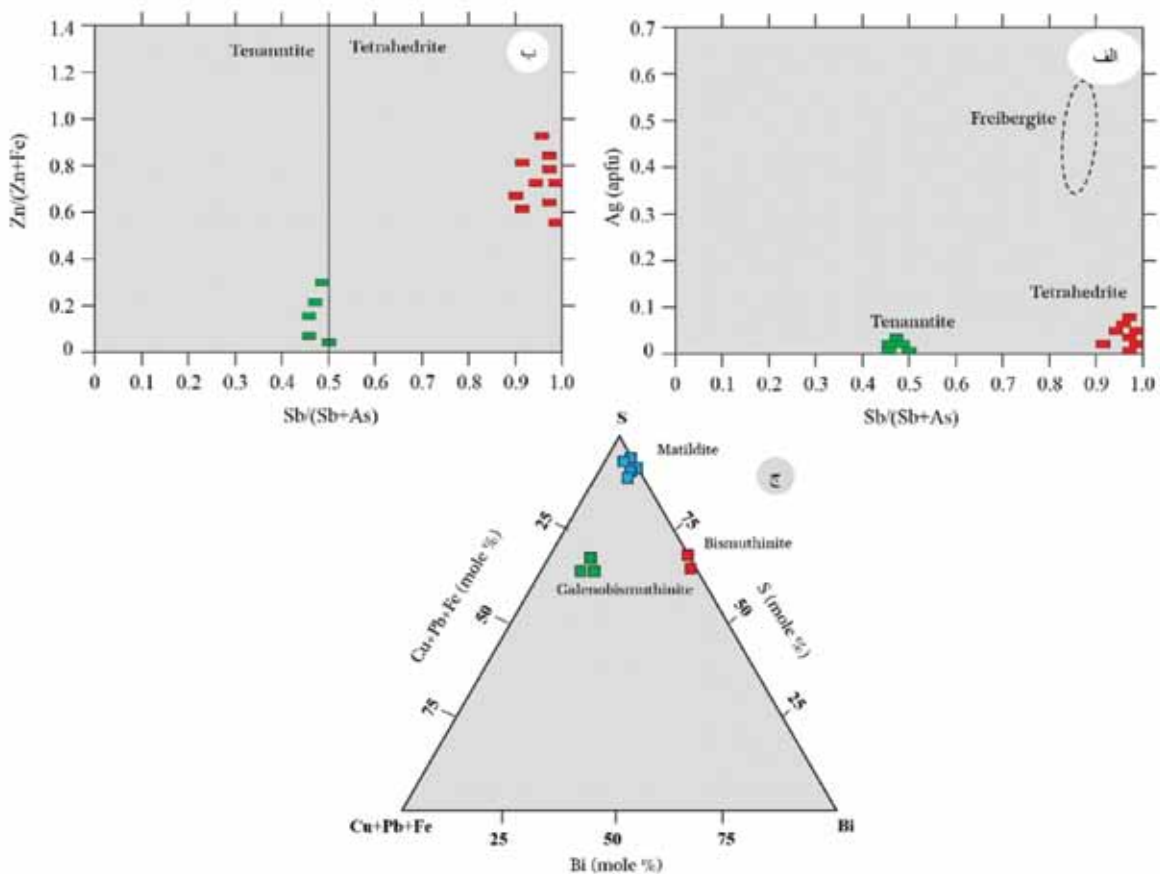 1.4
1.2
1.0
0.8
0.6
0.4
0.2
0
Zn/(Zn+Fe)
Tenanntite
Tetrahedrite
ب
0 0.1 0.2 0.3 0.4 0.5 0.6 0.7 0.8 0.9 1.0
Sb/(Sb+As)
0.7
0.6
0.5
0.4
0.3
0.2
0.1
0
Ag (apfu)
الف
Freibergite
Tetrahedrite
Tenanntite
0 0.1 0.2 0.3 0.4 0.5 0.6 0.7 0.8 0.9 1.0
Sb/(Sb+As)
S
Matildite
ج
25
75
Bismuthinite
Galenobismuthinite
Cu+Pb+Fe (mole %)
S (mole %)
50
50
75
25
Cu+Pb+Fe
Bi
25 50 75
Bi (mole %)